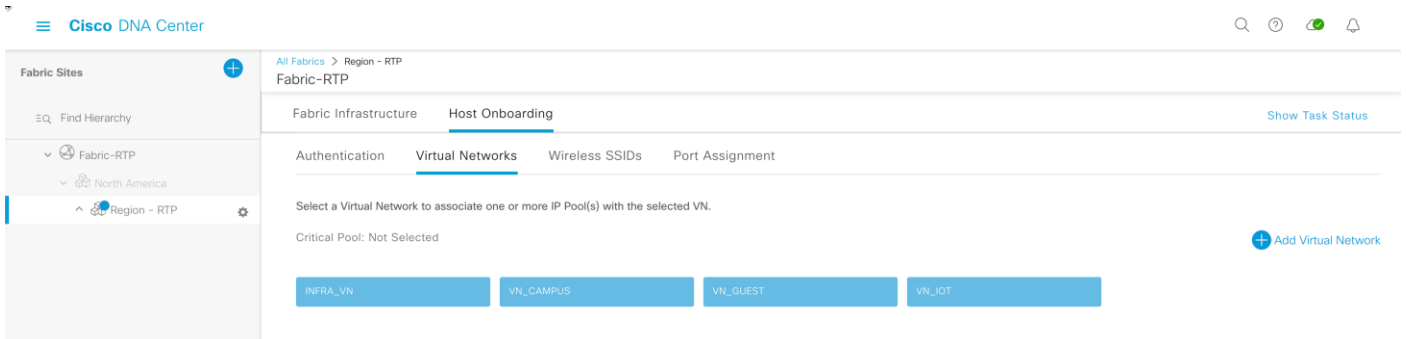 Cisco DNA Center
Fabric Sites
All Fabrics > Region - RTP
Fabric-RTP
Find Hierarchy
Fabric Infrastructure Host Onboarding Show Task Status
Fabric-RTP
North America
Region - RTP
Authentication Virtual Networks Wireless SSIDs Port Assignment
Select a Virtual Network to associate one or more IP Pool(s) with the selected VN.
Critical Pool: Not Selected
Add Virtual Network
INFRA_VN VN_CAMPUS VN_GUEST VN_IOT